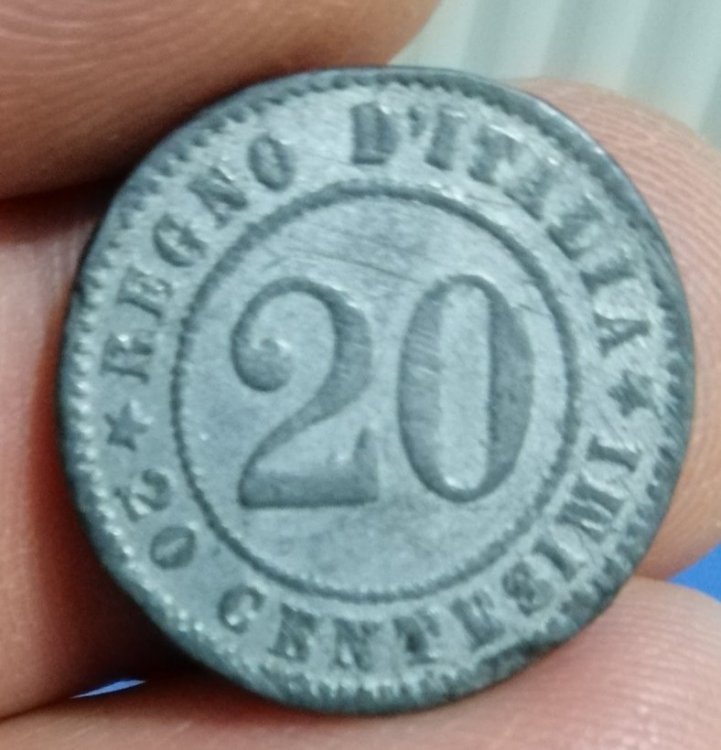 ★ REGNO D'ITALIA ★
20
20 CENTESIMI